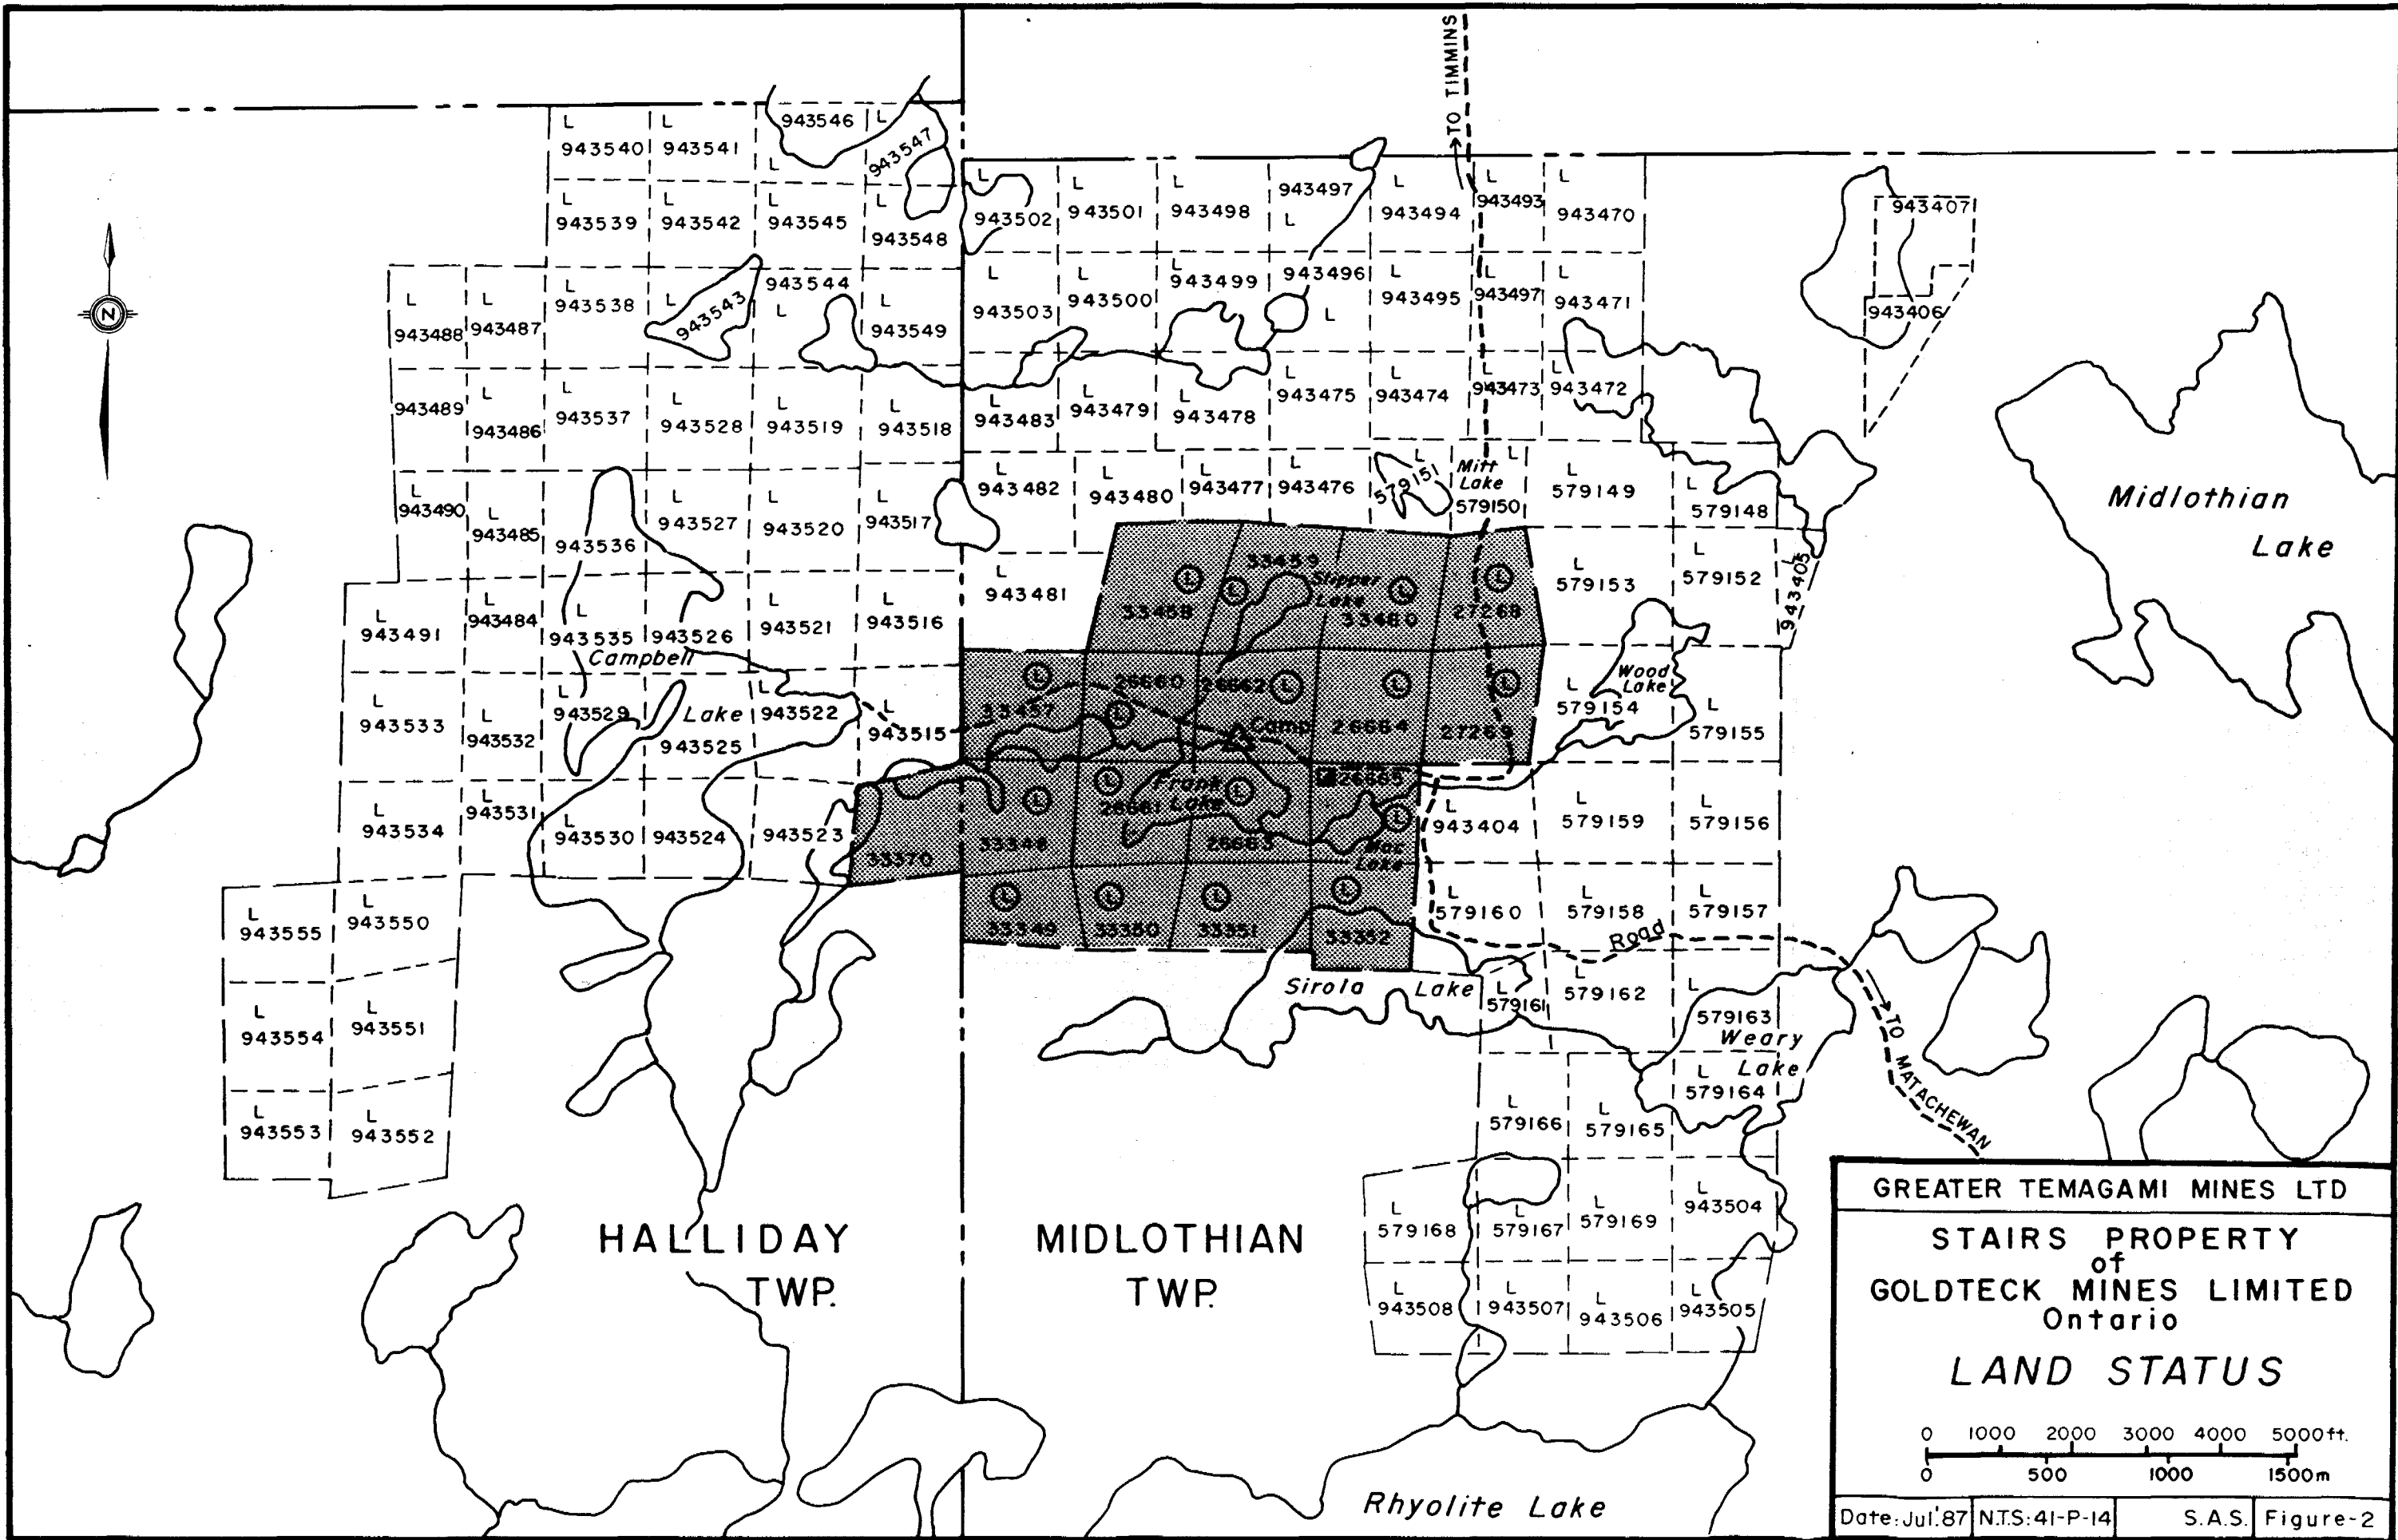 TO TIMMINS
L 943540
L 943541
943546 L
L 943547
L 943539
L 943542
L 943545
L 943548
L 943502
L 943501
L 943498
943497 L
L 943494
L 943493
L 943470
943407
943406
N
L 943488
L 943487
L 943538
L 943543
943544 L
L 943549
L 943503
L 943500
L 943499
943496 L
L 943495
L 943497
L 943471
943489
L 943486
L 943537
L 943528
L 943519
L 943518
L 943483
L 943479
L 943478
943475
L 943474
L 943473
L 943472
L 943490
L 943485
943536
L 943527
L 943520
L 943517
L 943482
L 943480
L 943477
L 943476
L 579151
Mitt
Lake
L 579150
L 579149
L 579148
Midlothian
Lake
L 943491
L 943484
L 943535
943526
L 943521
L 943516
L 943481
L 33458
L 33459
Slipper
Lake
L 33460
L 27268
L 579153
L 579152
L 943405
Campbell
Lake
L 943533
L 943532
L 943529
943525
L 943522
L 943515
L 33457
L 26660
L 26662
Camp
L 26664
L 27269
Wood
Lake
L 579154
L 579155
L 943534
L 943531
L 943530
943524
943523
33370
L 33348
L 26661
Frank
Lake
L 26663
26665
L
Mac
Lake
L 943404
L 579159
L 579156
L 943555
L 943550
L 33349
L 33350
L 33351
L 33352
L 579160
L 579158
L 579157
Road
L 943554
L 943551
Sirola Lake
L 579161
L 579162
L 579163
Weary
Lake
L 579164
TO MATACHEWAN
L 943553
L 943552
L 579166
L 579165
L 579168
L 579167
L 579169
L 943504
L 943508
L 943507
L 943506
L 943505
HALLIDAY
TWP.
MIDLOTHIAN
TWP.
Rhyolite Lake
GREATER TEMAGAMI MINES LTD
STAIRS PROPERTY
of
GOLDTECK MINES LIMITED
Ontario
LAND STATUS
0 1000 2000 3000 4000 5000 ft.
0 500 1000 1500m
Date: Jul.'87 N.T.S: 41-P-14 S.A.S. Figure-2